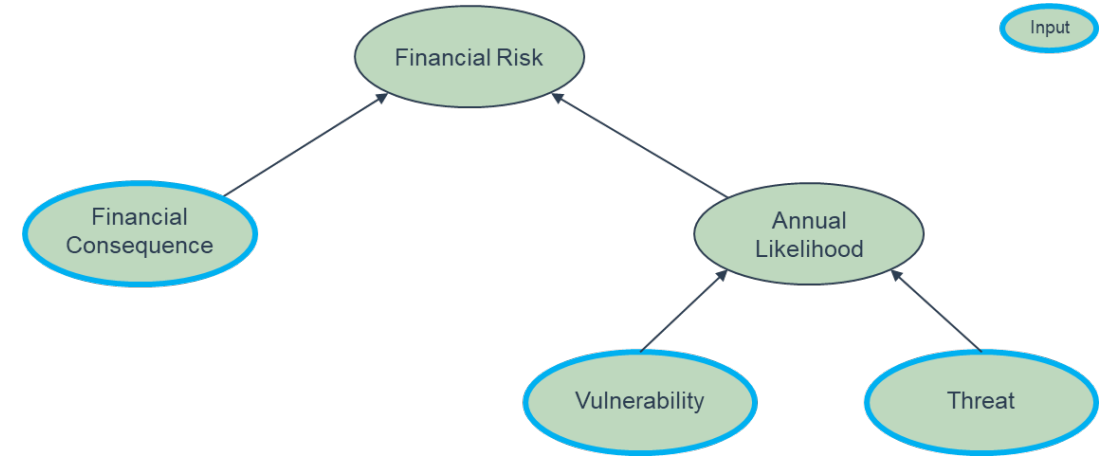 Financial Risk
Input
Financial
Consequence
Annual
Likelihood
Vulnerability
Threat